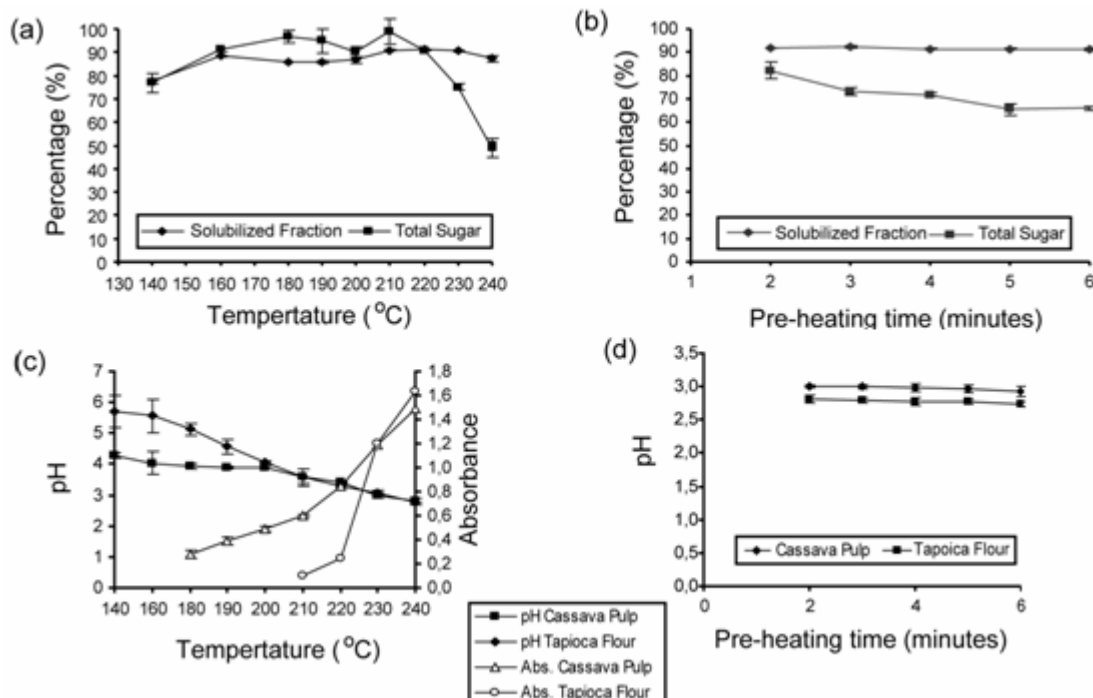 (a)
Percentage (%)
100
90
80
70
60
50
40
30
20
10
0
Solubilized Fraction
Total Sugar
130 140 160 170 180 190 200 210 220 230 240
Tempertature (°C)
(b)
Percentage (%)
100
90
80
70
60
50
40
30
20
10
0
Solubilized Fraction
Total Sugar
1 2 3 4 5 6
Pre-heating time (minutes)
(c)
pH
7
6
5
4
3
2
1
0
1,8
1,6
1,4
1,2
1,0
0,8
0,6
0,4
0,2
0,0
Absorbance
140 160 180 190 200 210 220 230 240
Tempertature (°C)
pH Cassava Pulp
pH Tapioca Flour
Abs. Cassava Pulp
Abs. Tapioca Flour
(d)
pH
3,5
3,0
2,5
2,0
1,5
1,0
0,5
0,0
Cassava Pulp
Tapoica Flour
0 2 4 6
Pre-heating time (minutes)